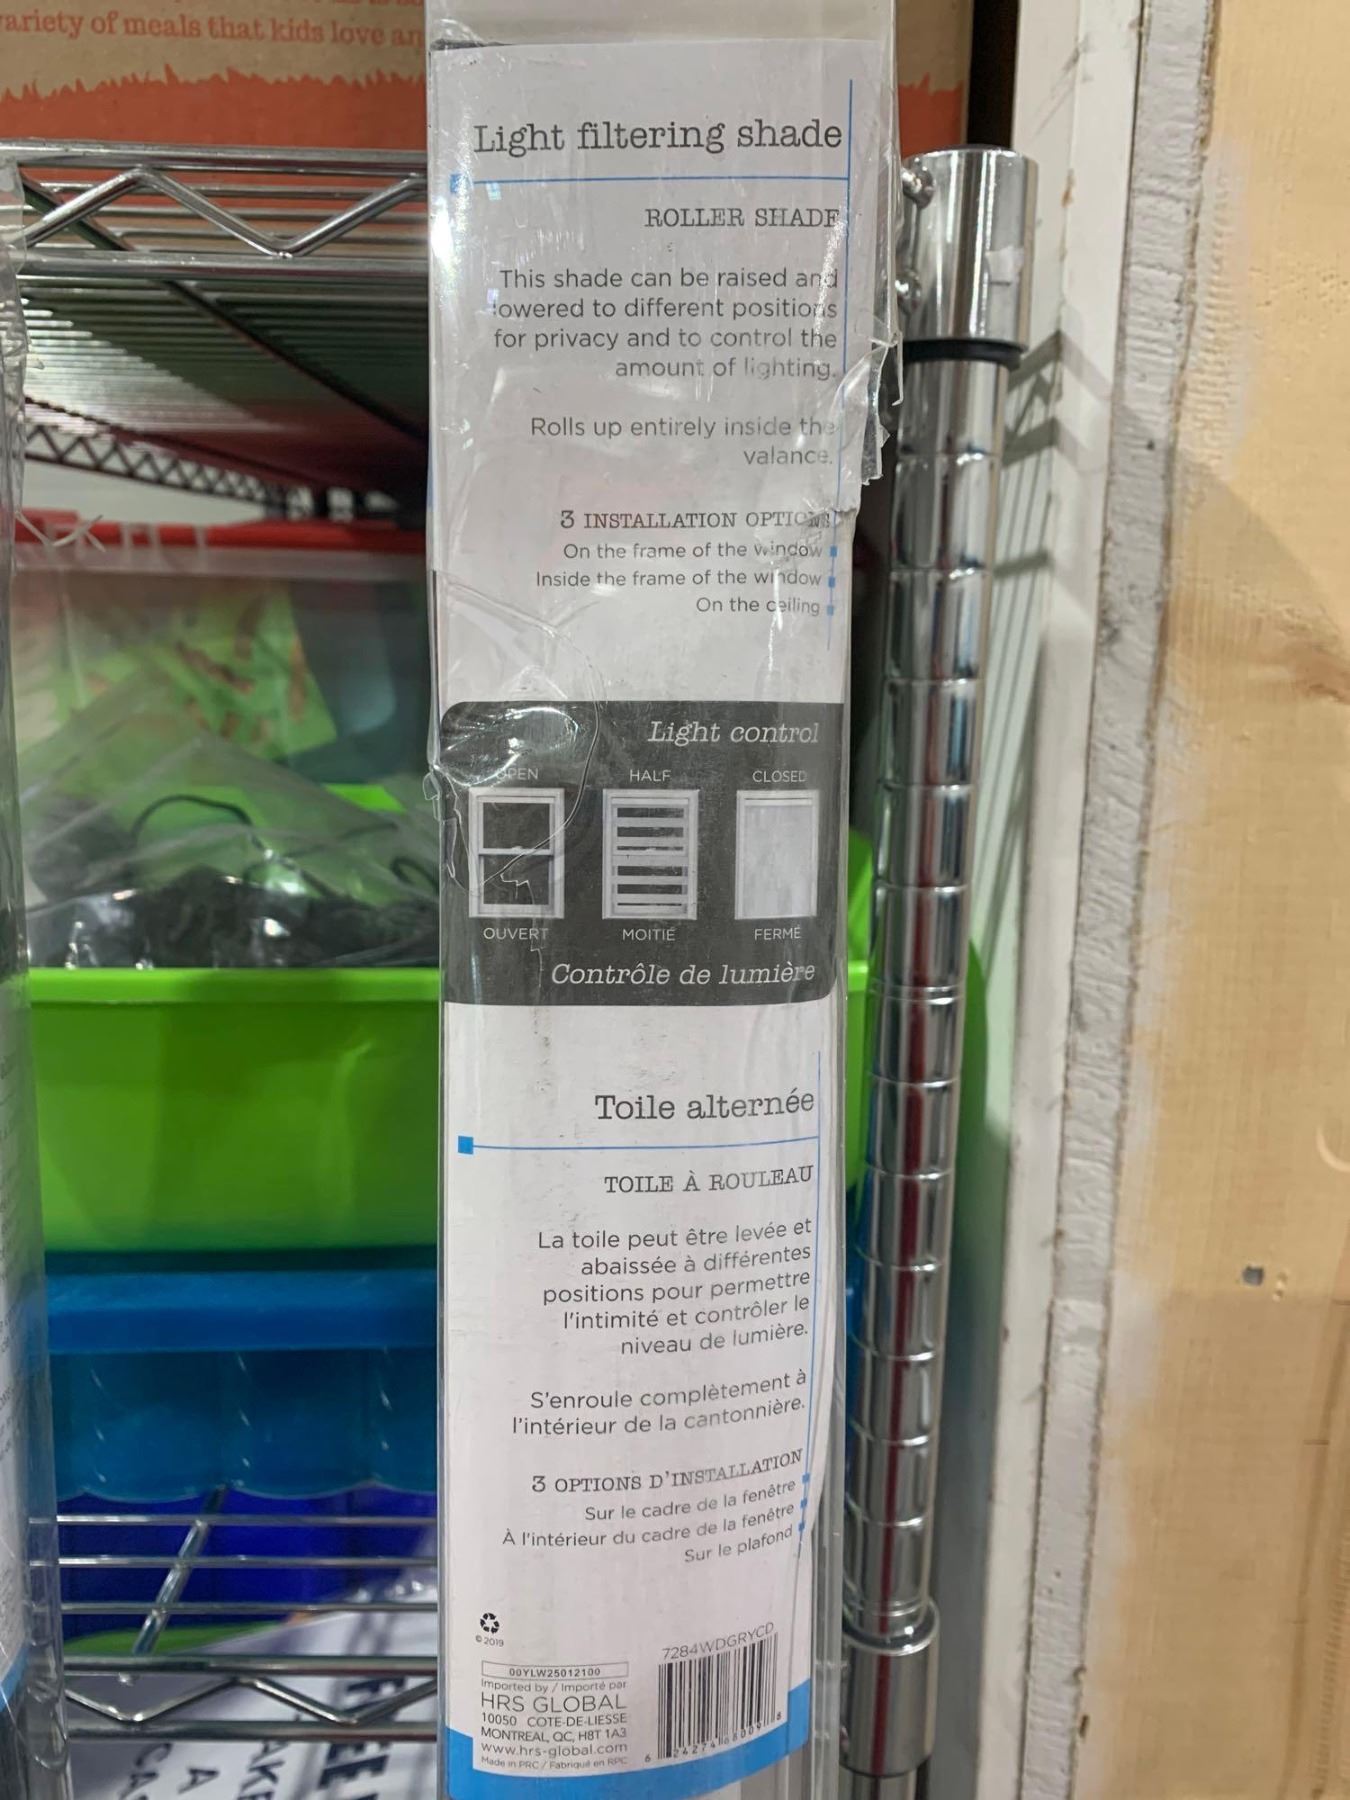 variety of meals that kids love an
Light filtering shade
ROLLER SHADE
This shade can be raised and
lowered to different positions
for privacy and to control the
amount of lighting.
Rolls up entirely inside the
valance.
3 INSTALLATION OPTIONS
On the frame of the window
Inside the frame of the window
On the ceiling
Light control
OPEN HALF CLOSED
OUVERT MOITIÉ FERMÉ
Contrôle de lumière
Toile alternée
TOILE À ROULEAU
La toile peut être levée et
abaissée à différentes
positions pour permettre
l'intimité et contrôler le
niveau de lumière.
S'enroule complètement à
l'intérieur de la cantonnière.
3 OPTIONS D'INSTALLATION
Sur le cadre de la fenêtre
À l'intérieur du cadre de la fenêtre
Sur le plafond
© 2019
00YLW25012100
Imported by / Importé par
HRS GLOBAL
10050 COTE-DE-LIESSE
MONTREAL, QC, H8T 1A3
www.hrs-global.com
Made in PRC / Fabriqué en RPC
7284WDGRYCD